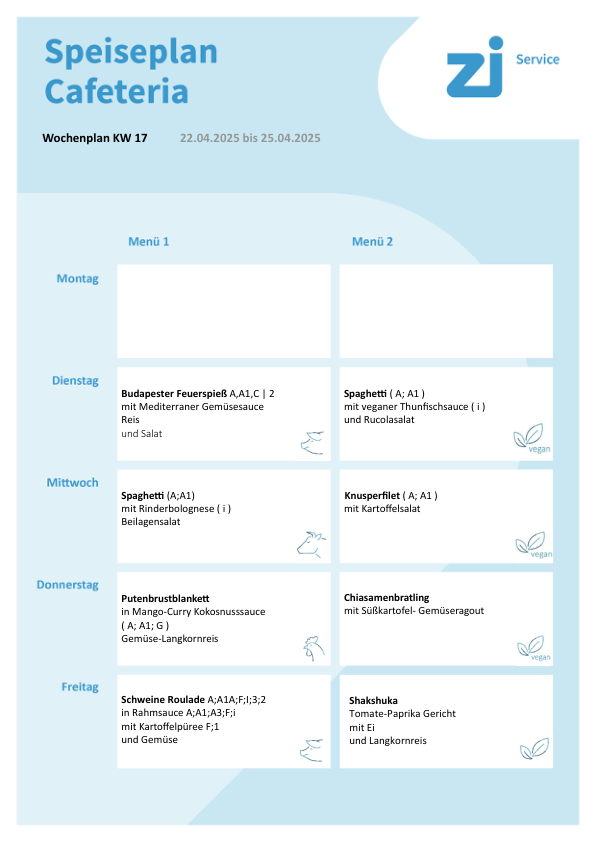 Speiseplan
Cafeteria
zi Service
Wochenplan KW 17 22.04.2025 bis 25.04.2025
Menü 1 Menü 2
Montag
Dienstag
Budapester Feuerspieß A,A1,C | 2
mit Mediterraner Gemüsesauce
Reis
und Salat
Spaghetti ( A; A1 )
mit veganer Thunfischsauce ( i )
und Rucolasalat
vegan
Mittwoch
Spaghetti (A;A1)
mit Rinderbolognese ( i )
Beilagensalat
Knusperfilet ( A; A1 )
mit Kartoffelsalat
vegan
Donnerstag
Putenbrustblankett
in Mango-Curry Kokosnusssauce
( A; A1; G )
Gemüse-Langkornreis
Chiasamenbratling
mit Süßkartofel- Gemüseragout
vegan
Freitag
Schweine Roulade A;A1A;F;I;3;2
in Rahmsauce A;A1;A3;F;i
mit Kartoffelpüree F;1
und Gemüse
Shakshuka
Tomate-Paprika Gericht
mit Ei
und Langkornreis